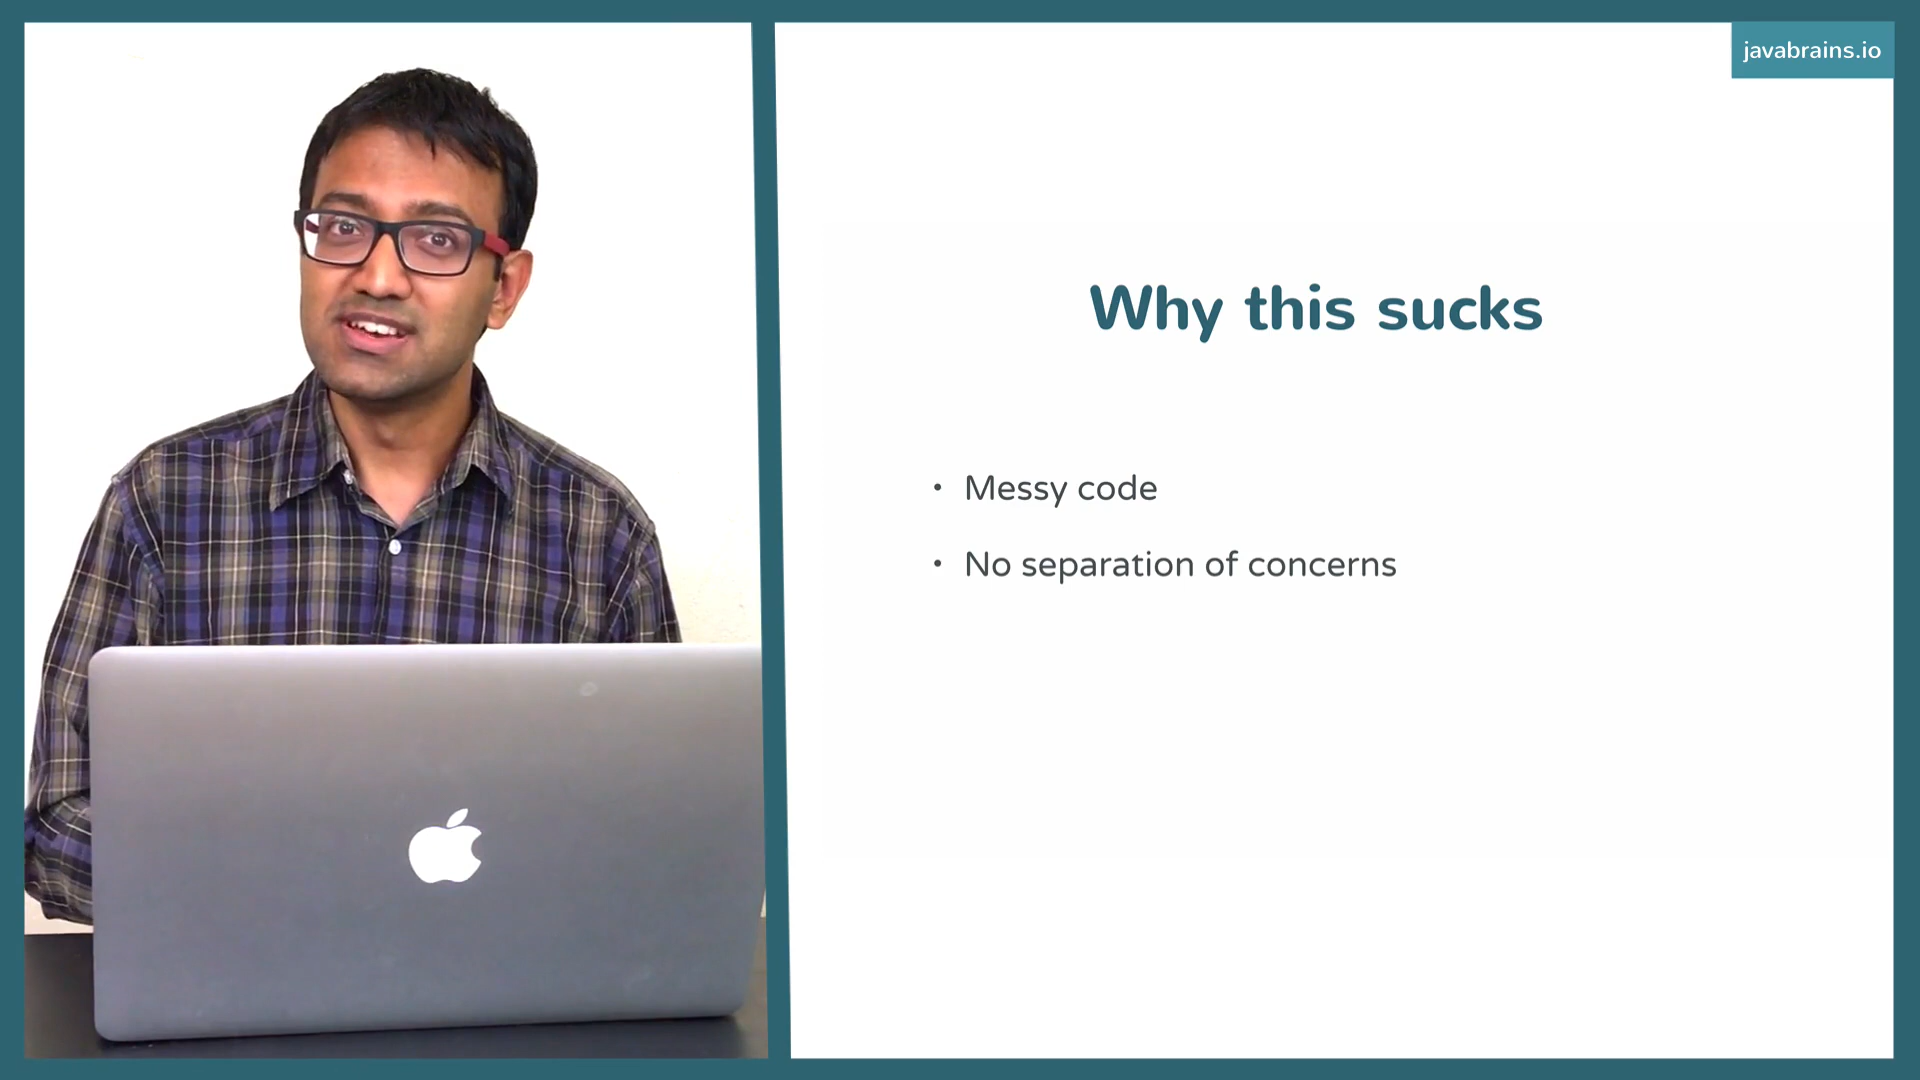 javabrains.io
Why this sucks
• Messy code
• No separation of concerns